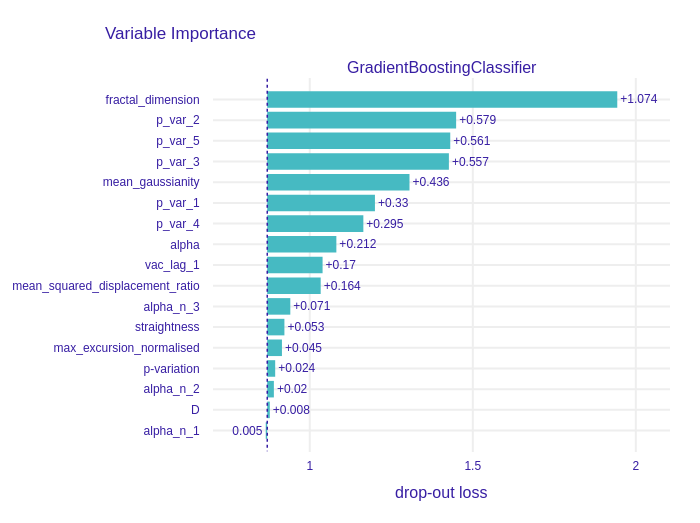 Variable Importance
GradientBoostingClassifier
fractal_dimension +1.074
p_var_2 +0.579
p_var_5 +0.561
p_var_3 +0.557
mean_gaussianity +0.436
p_var_1 +0.33
p_var_4 +0.295
alpha +0.212
vac_lag_1 +0.17
mean_squared_displacement_ratio +0.164
alpha_n_3 +0.071
straightness +0.053
max_excursion_normalised +0.045
p-variation +0.024
alpha_n_2 +0.02
D +0.008
alpha_n_1 0.005
1 1.5 2
drop-out loss